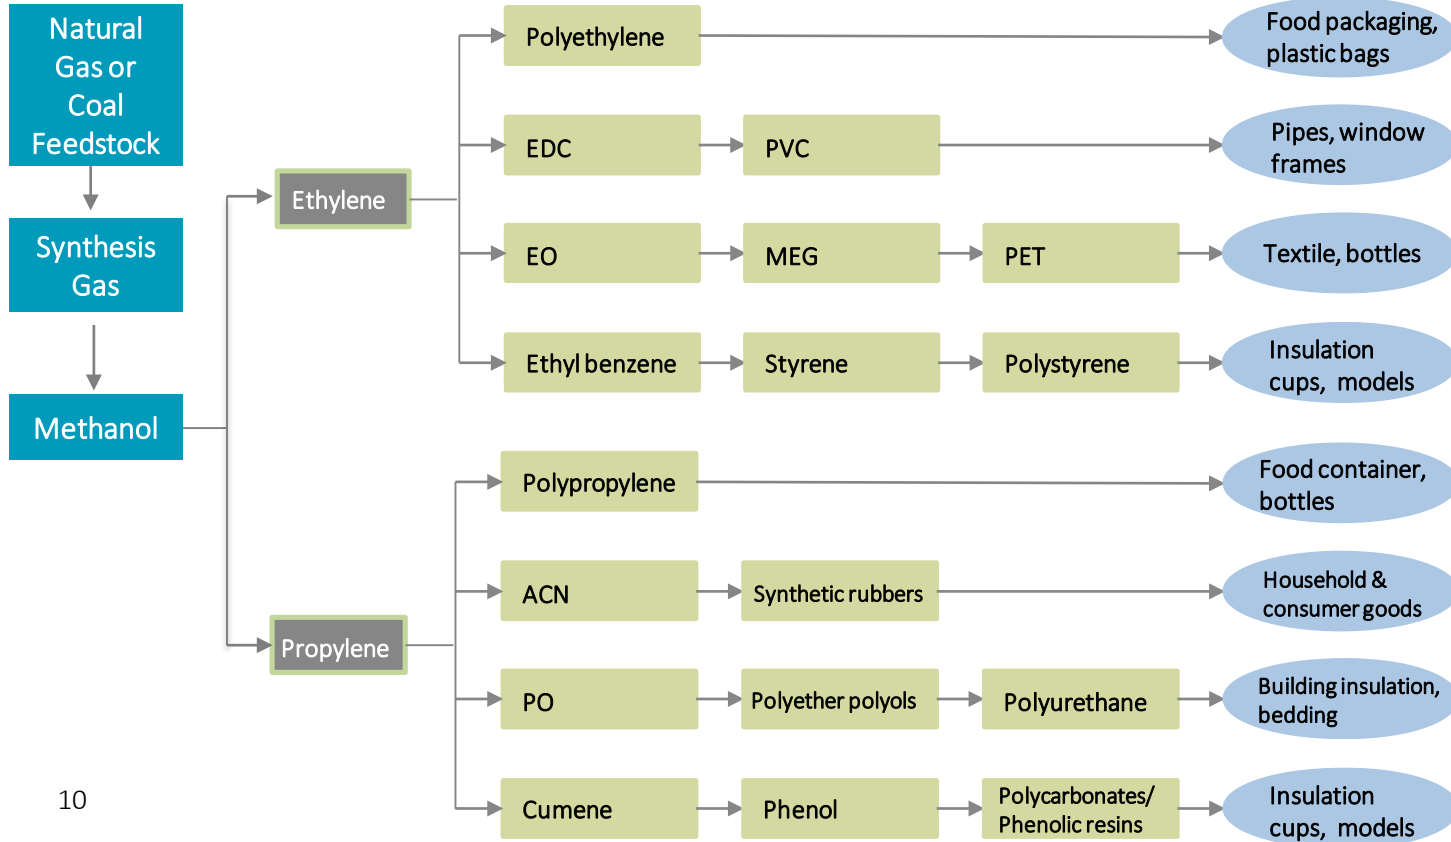 Natural
Gas or
Coal
Feedstock
Synthesis
Gas
Methanol
Ethylene
Propylene
Polyethylene
Food packaging,
plastic bags
EDC
PVC
Pipes, window
frames
EO
MEG
PET
Textile, bottles
Ethyl benzene
Styrene
Polystyrene
Insulation
cups, models
Polypropylene
Food container,
bottles
ACN
Synthetic rubbers
Household &
consumer goods
PO
Polyether polyols
Polyurethane
Building insulation,
bedding
Cumene
Phenol
Polycarbonates/
Phenolic resins
Insulation
cups, models
10